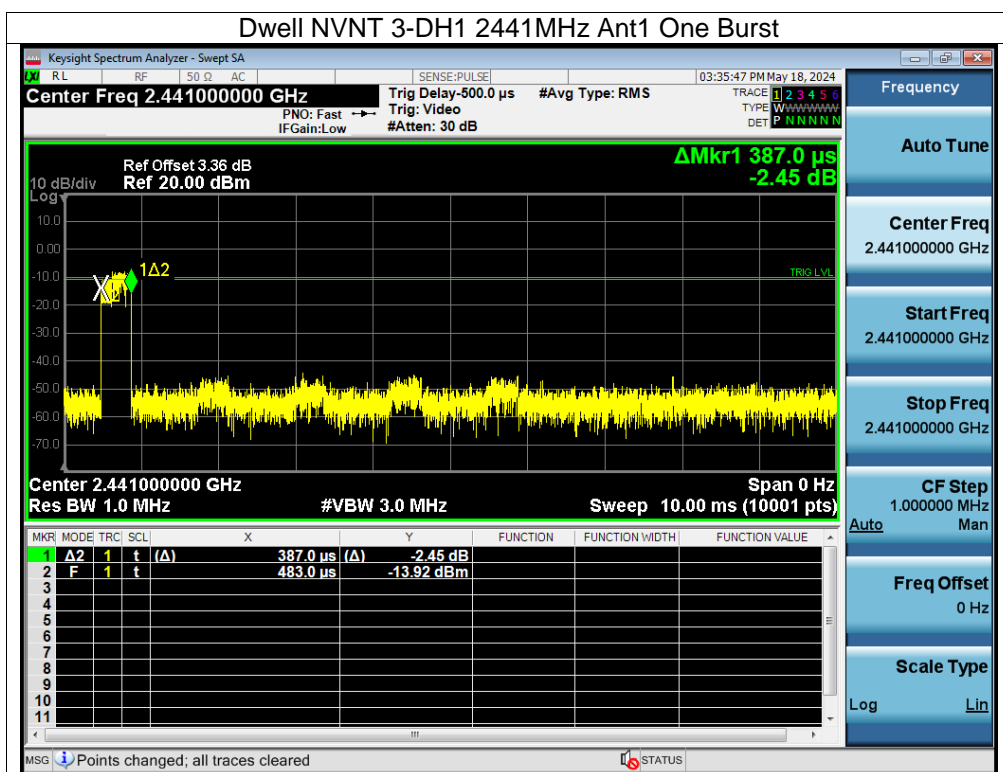 Dwell NVNT 3-DH1 2441MHz Ant1 One Burst
Keysight Spectrum Analyzer - Swept SA
LXI RL RF 50 Ω AC SENSE:PULSE 03:35:47 PM May 18, 2024
Center Freq 2.441000000 GHz
PNO: Fast
IFGain:Low
Trig Delay-500.0 µs
Trig: Video
#Atten: 30 dB
#Avg Type: RMS
TRACE 1 2 3 4 5 6
TYPE WWWWWWW
DET P N N N N N
ΔMkr1 387.0 µs
-2.45 dB
Ref Offset 3.36 dB
10 dB/div Ref 20.00 dBm
Log
10.0
0.00
-10.0
1Δ2
TRIG LVL
X2
-20.0
-30.0
-40.0
-50.0
-60.0
-70.0
Center 2.441000000 GHz Span 0 Hz
Res BW 1.0 MHz #VBW 3.0 MHz Sweep 10.00 ms (10001 pts)
MKR MODE TRC SCL X Y FUNCTION FUNCTION WIDTH FUNCTION VALUE
1 Δ2 1 t (Δ) 387.0 µs (Δ) -2.45 dB
2 F 1 t 483.0 µs -13.92 dBm
3
4
5
6
7
8
9
10
11
MSG Points changed; all traces cleared STATUS
Frequency
Auto Tune
Center Freq
2.441000000 GHz
Start Freq
2.441000000 GHz
Stop Freq
2.441000000 GHz
CF Step
1.000000 MHz
Auto Man
Freq Offset
0 Hz
Scale Type
Log Lin